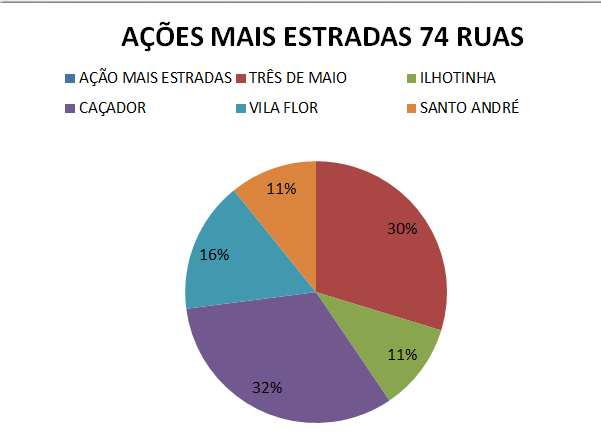 AÇÕES MAIS ESTRADAS 74 RUAS
AÇÃO MAIS ESTRADAS TRÊS DE MAIO ILHOTINHA
CAÇADOR VILA FLOR SANTO ANDRÉ
11%
30%
16%
11%
32%